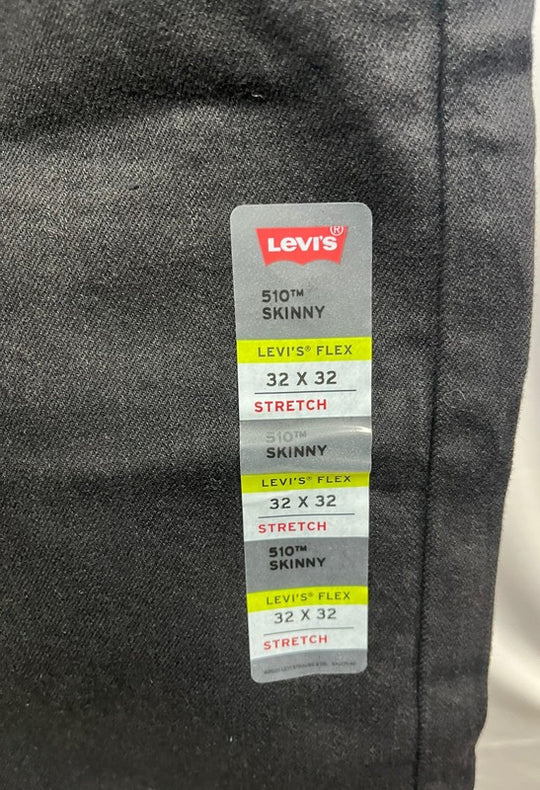 LEVI'S®
510™
SKINNY
LEVI'S® FLEX
32 X 32
STRETCH
510™
SKINNY
LEVI'S® FLEX
32 X 32
STRETCH
510™
SKINNY
LEVI'S® FLEX
32 X 32
STRETCH